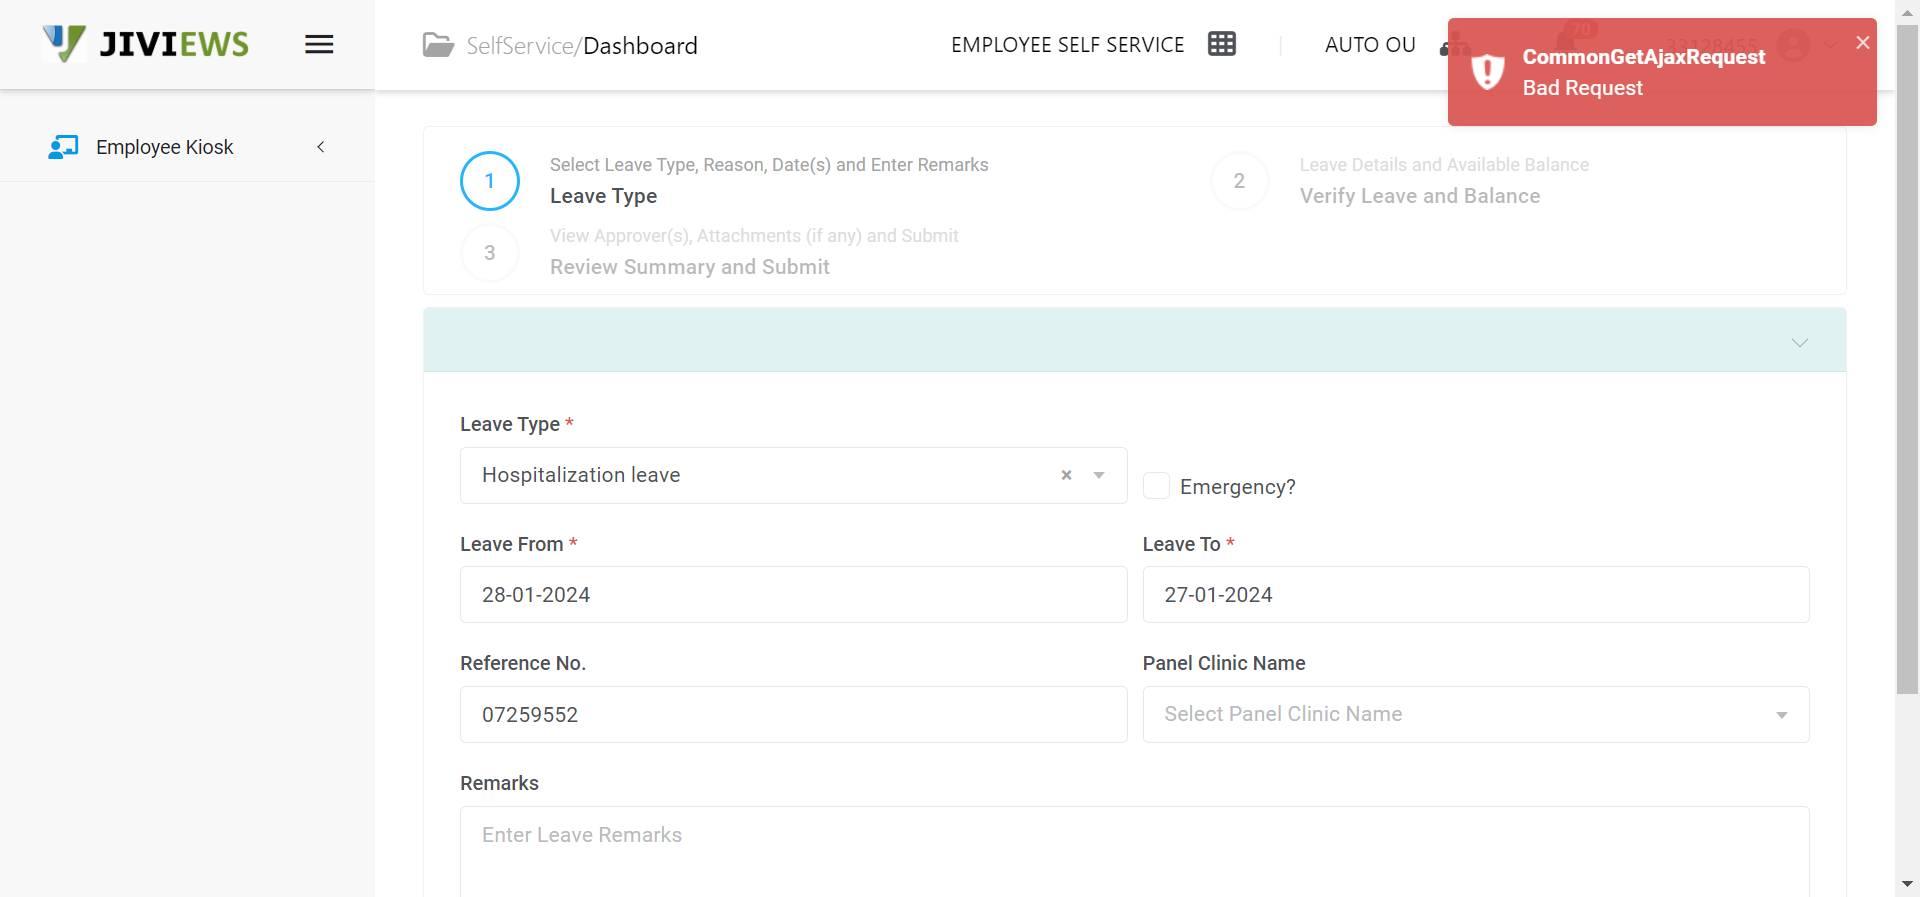 JIVIEWS
SelfService/Dashboard
EMPLOYEE SELF SERVICE
AUTO OU
70
33128455
CommonGetAjaxRequest
Bad Request
Employee Kiosk
1
Select Leave Type, Reason, Date(s) and Enter Remarks
Leave Type
2
Leave Details and Available Balance
Verify Leave and Balance
3
View Approver(s), Attachments (if any) and Submit
Review Summary and Submit
Leave Type *
Hospitalization leave
Emergency?
Leave From *
Leave To *
28-01-2024
27-01-2024
Reference No.
Panel Clinic Name
07259552
Select Panel Clinic Name
Remarks
Enter Leave Remarks